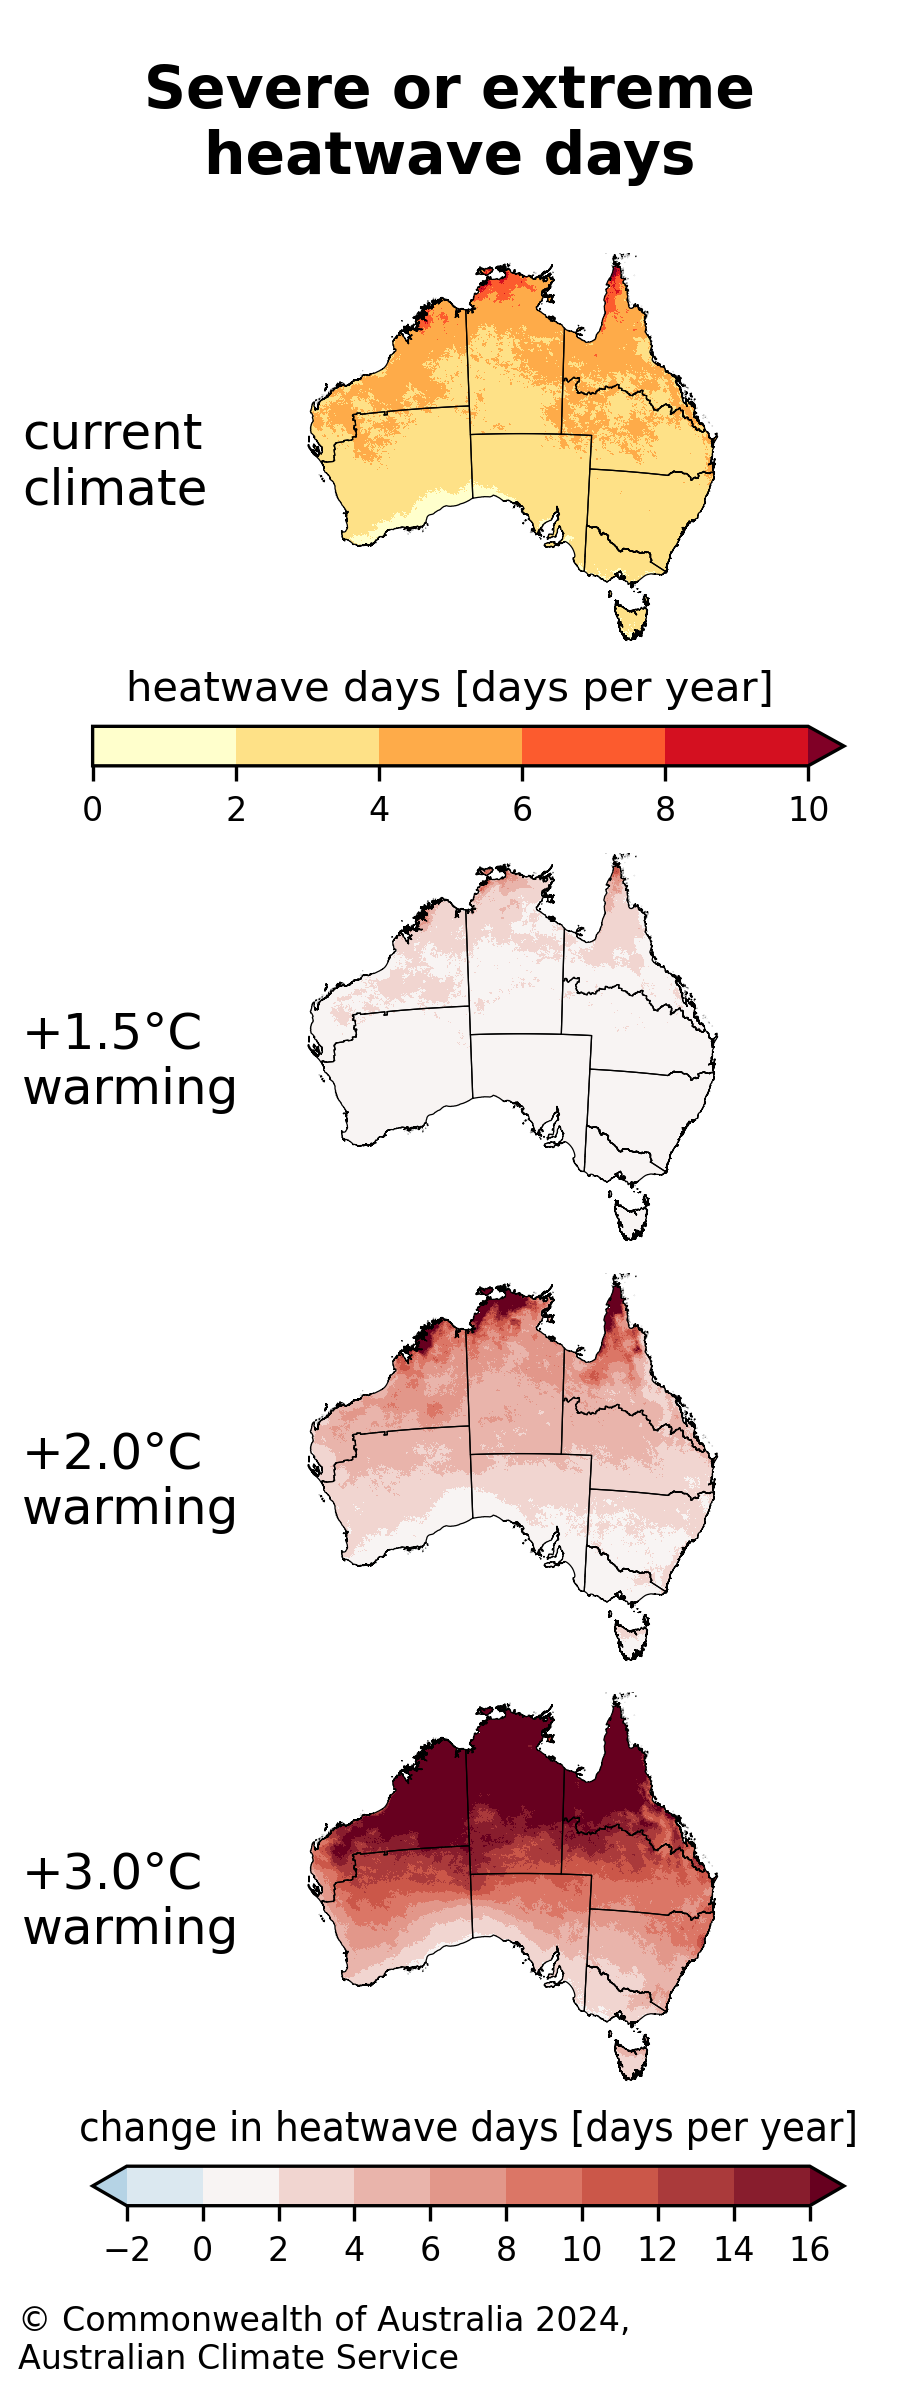 Severe or extreme
heatwave days
current
climate
heatwave days [days per year]
0 2 4 6 8 10
+1.5°C
warming
+2.0°C
warming
+3.0°C
warming
change in heatwave days [days per year]
−2 0 2 4 6 8 10 12 14 16
© Commonwealth of Australia 2024,
Australian Climate Service